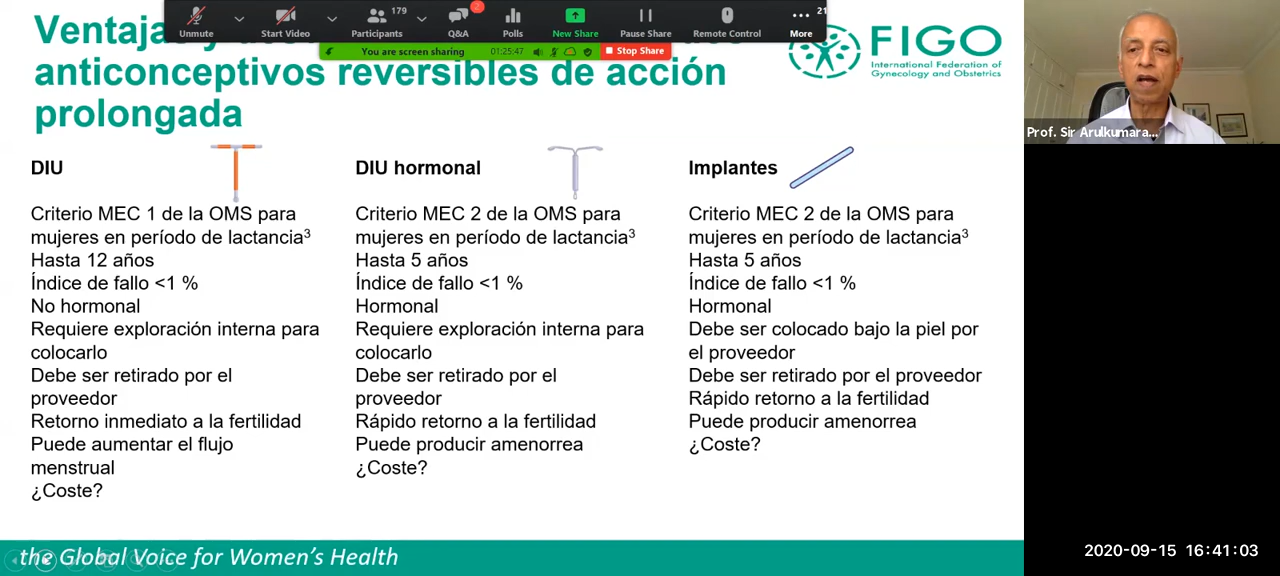 179
2
21
Unmute
Start Video
Participants
Q&A
Polls
New Share
Pause Share
Remote Control
More
You are screen sharing
01:25:47
Stop Share
Ventajas y
anticonceptivos reversibles de acción
prolongada
FIGO
International Federation of
Gynecology and Obstetrics
Prof. Sir Arulkumara...
DIU
Criterio MEC 1 de la OMS para
mujeres en período de lactancia³
Hasta 12 años
Índice de fallo <1 %
No hormonal
Requiere exploración interna para
colocarlo
Debe ser retirado por el
proveedor
Retorno inmediato a la fertilidad
Puede aumentar el flujo
menstrual
¿Coste?
DIU hormonal
Criterio MEC 2 de la OMS para
mujeres en período de lactancia³
Hasta 5 años
Índice de fallo <1 %
Hormonal
Requiere exploración interna para
colocarlo
Debe ser retirado por el
proveedor
Rápido retorno a la fertilidad
Puede producir amenorrea
¿Coste?
Implantes
Criterio MEC 2 de la OMS para
mujeres en período de lactancia³
Hasta 5 años
Índice de fallo <1 %
Hormonal
Debe ser colocado bajo la piel por
el proveedor
Debe ser retirado por el proveedor
Rápido retorno a la fertilidad
Puede producir amenorrea
¿Coste?
the Global Voice for Women's Health
2020-09-15 16:41:03